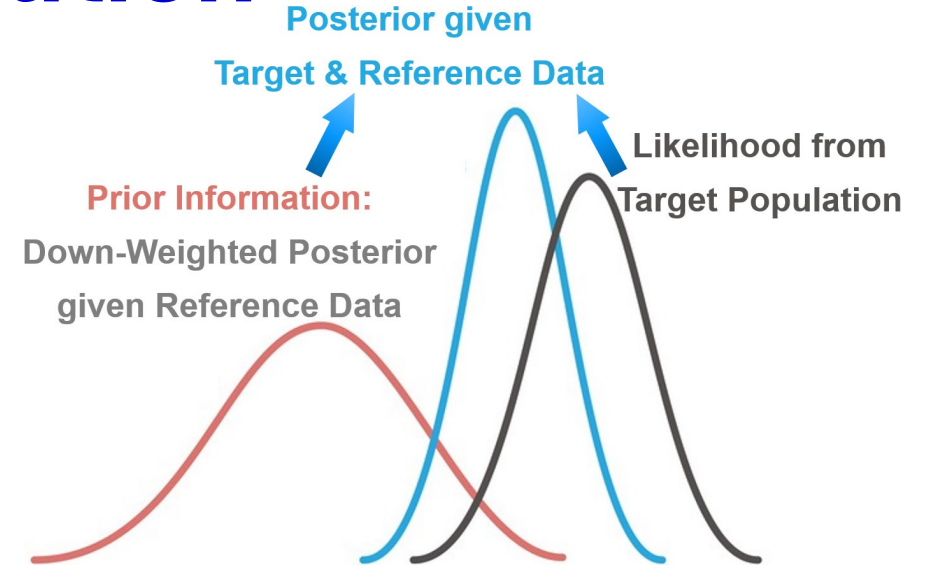 Posterior given
Target & Reference Data
Likelihood from
Target Population
Prior Information:
Down-Weighted Posterior
given Reference Data